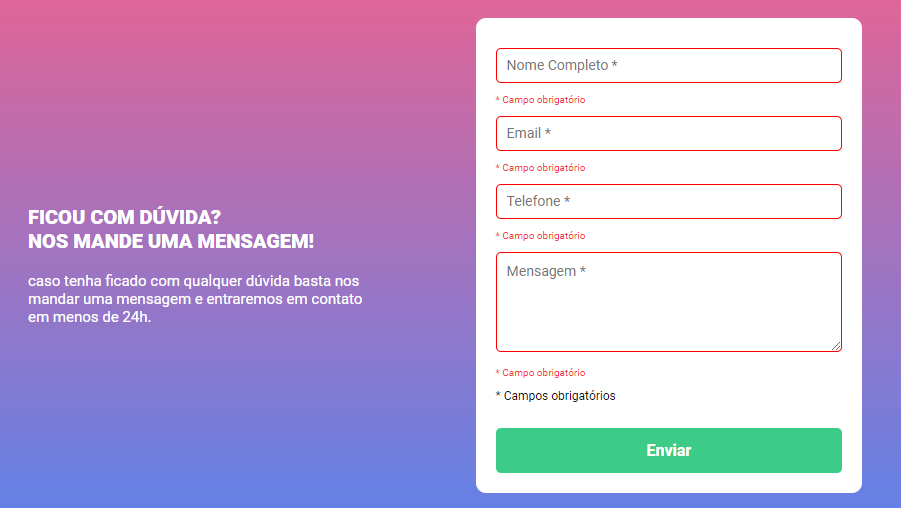 FICOU COM DÚVIDA?
NOS MANDE UMA MENSAGEM!
caso tenha ficado com qualquer dúvida basta nos
mandar uma mensagem e entraremos em contato
em menos de 24h.
Nome Completo *
* Campo obrigatório
Email *
* Campo obrigatório
Telefone *
* Campo obrigatório
Mensagem *
* Campo obrigatório
* Campos obrigatórios
Enviar